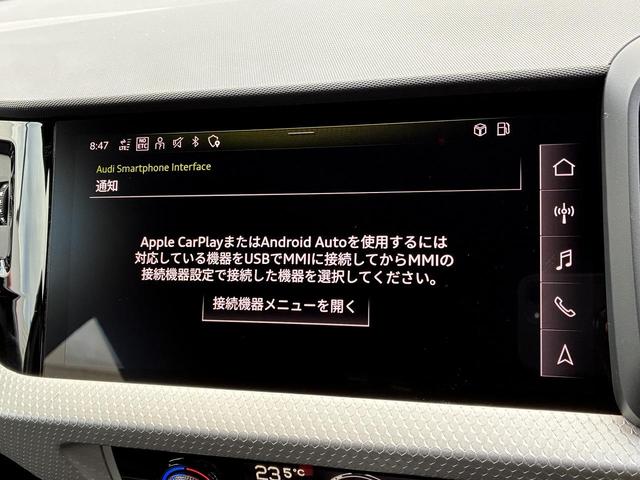 8:47 LTE NO ETC
Audi Smartphone Interface
通知
Apple CarPlayまたはAndroid Autoを使用するには
対応している機器をUSBでMMIに接続してからMMIの
接続機器設定で接続した機器を選択してください。
接続機器メニューを開く
23.5°C